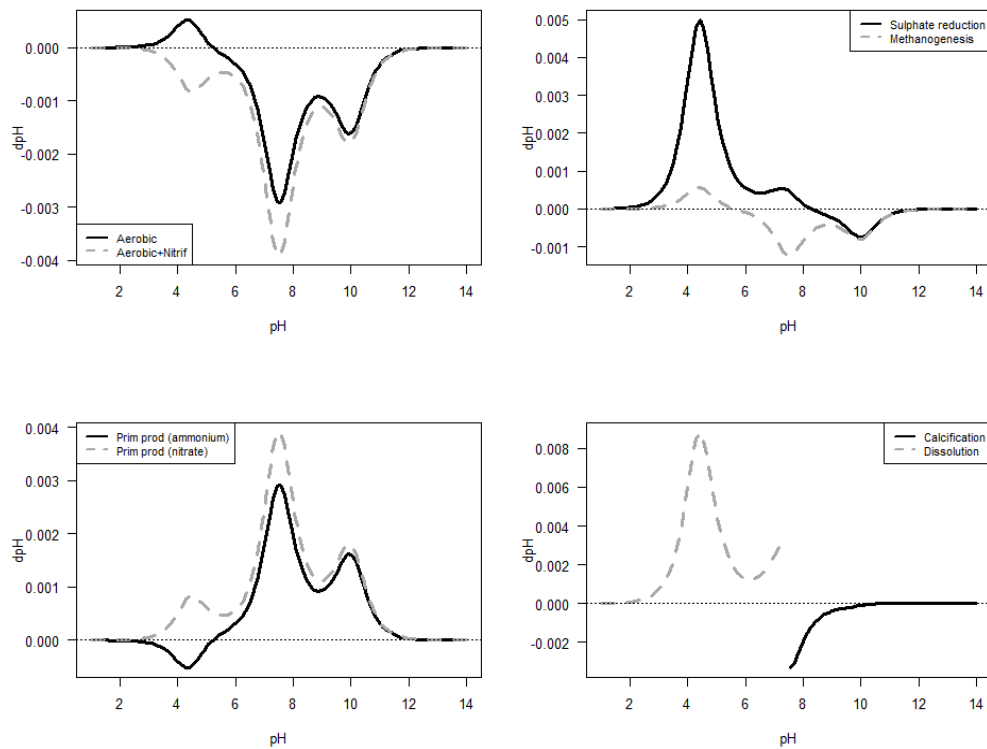 0.000
-0.001
-0.002
-0.003
-0.004
dpH
Aerobic
Aerobic+Nitrif
2 4 6 8 10 12 14
pH
0.005
0.004
0.003
0.002
0.001
0.000
-0.001
dpH
Sulphate reduction
Methanogenesis
2 4 6 8 10 12 14
pH
0.004
0.003
0.002
0.001
0.000
dpH
Prim prod (ammonium)
Prim prod (nitrate)
2 4 6 8 10 12 14
pH
0.008
0.006
0.004
0.002
0.000
-0.002
dpH
Calcification
Dissolution
2 4 6 8 10 12 14
pH